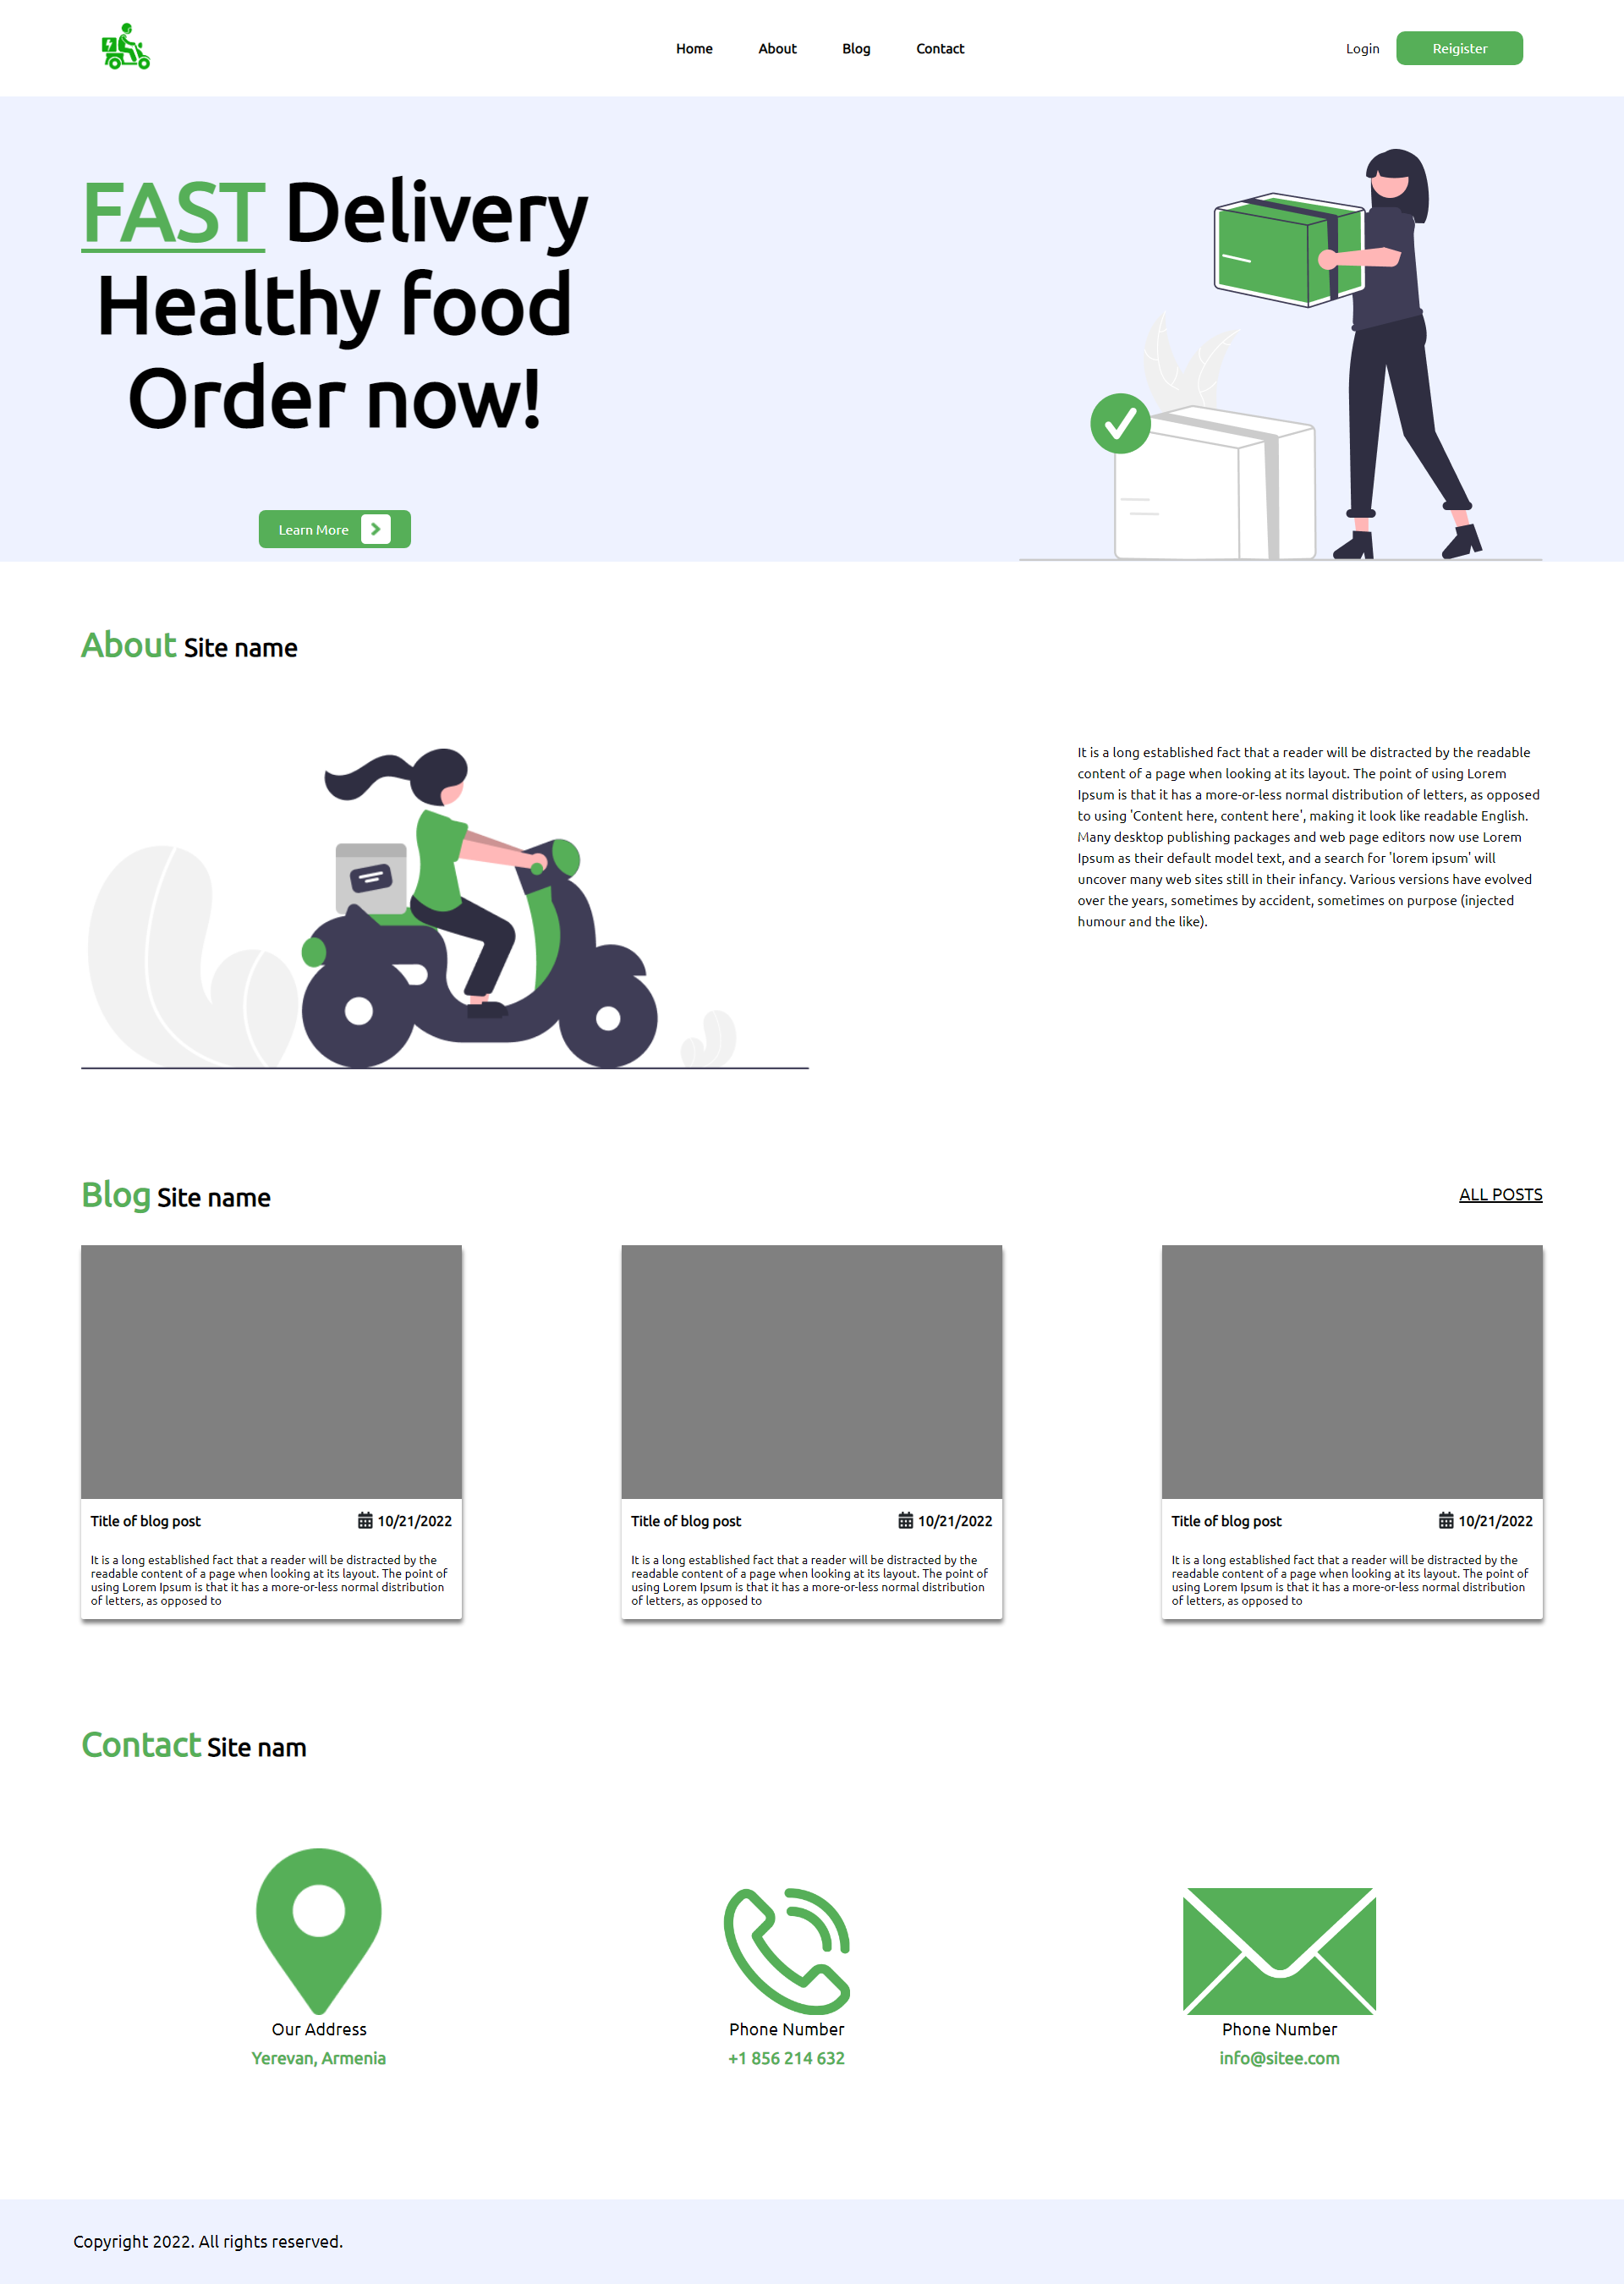 Home About Blog Contact Login Reigister
FAST Delivery
Healthy food
Order now!
Learn More
About Site name
It is a long established fact that a reader will be distracted by the readable
content of a page when looking at its layout. The point of using Lorem
Ipsum is that it has a more-or-less normal distribution of letters, as opposed
to using 'Content here, content here', making it look like readable English.
Many desktop publishing packages and web page editors now use Lorem
Ipsum as their default model text, and a search for 'lorem ipsum' will
uncover many web sites still in their infancy. Various versions have evolved
over the years, sometimes by accident, sometimes on purpose (injected
humour and the like).
Blog Site name
ALL POSTS
Title of blog post 10/21/2022
It is a long established fact that a reader will be distracted by the
readable content of a page when looking at its layout. The point of
using Lorem Ipsum is that it has a more-or-less normal distribution
of letters, as opposed to
Title of blog post 10/21/2022
It is a long established fact that a reader will be distracted by the
readable content of a page when looking at its layout. The point of
using Lorem Ipsum is that it has a more-or-less normal distribution
of letters, as opposed to
Title of blog post 10/21/2022
It is a long established fact that a reader will be distracted by the
readable content of a page when looking at its layout. The point of
using Lorem Ipsum is that it has a more-or-less normal distribution
of letters, as opposed to
Contact Site nam
Our Address
Yerevan, Armenia
Phone Number
+1 856 214 632
Phone Number
info@sitee.com
Copyright 2022. All rights reserved.